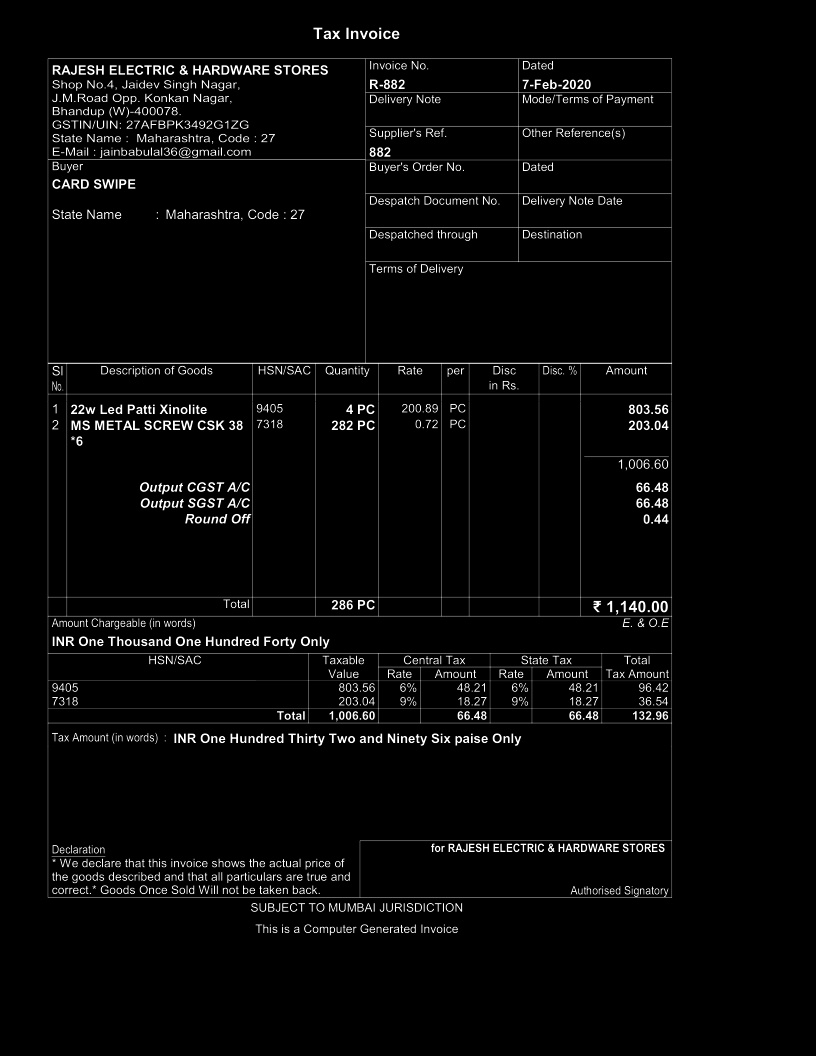 Tax Invoice
RAJESH ELECTRIC & HARDWARE STORES
Shop No.4, Jaidev Singh Nagar,
J.M.Road Opp. Konkan Nagar,
Bhandup (W)-400078.
GSTIN/UIN: 27AFBPK3492G1ZG
State Name : Maharashtra, Code : 27
E-Mail : jainbabulal36@gmail.com
Invoice No. Dated
R-882 7-Feb-2020
Delivery Note Mode/Terms of Payment
Supplier's Ref. Other Reference(s)
882
Buyer
CARD SWIPE
State Name : Maharashtra, Code : 27
Buyer's Order No. Dated
Despatch Document No. Delivery Note Date
Despatched through Destination
Terms of Delivery
Sl Description of Goods HSN/SAC Quantity Rate per Disc Disc. % Amount
No. in Rs.
1 22w Led Patti Xinolite 9405 4 PC 200.89 PC 803.56
2 MS METAL SCREW CSK 38 7318 282 PC 0.72 PC 203.04
*6
1,006.60
Output CGST A/C 66.48
Output SGST A/C 66.48
Round Off 0.44
Total 286 PC ₹ 1,140.00
Amount Chargeable (in words) E. & O.E
INR One Thousand One Hundred Forty Only
HSN/SAC Taxable Central Tax State Tax Total
Value Rate Amount Rate Amount Tax Amount
9405 803.56 6% 48.21 6% 48.21 96.42
7318 203.04 9% 18.27 9% 18.27 36.54
Total 1,006.60 66.48 66.48 132.96
Tax Amount (in words) : INR One Hundred Thirty Two and Ninety Six paise Only
Declaration
* We declare that this invoice shows the actual price of
the goods described and that all particulars are true and
correct.* Goods Once Sold Will not be taken back.
for RAJESH ELECTRIC & HARDWARE STORES
Authorised Signatory
SUBJECT TO MUMBAI JURISDICTION
This is a Computer Generated Invoice